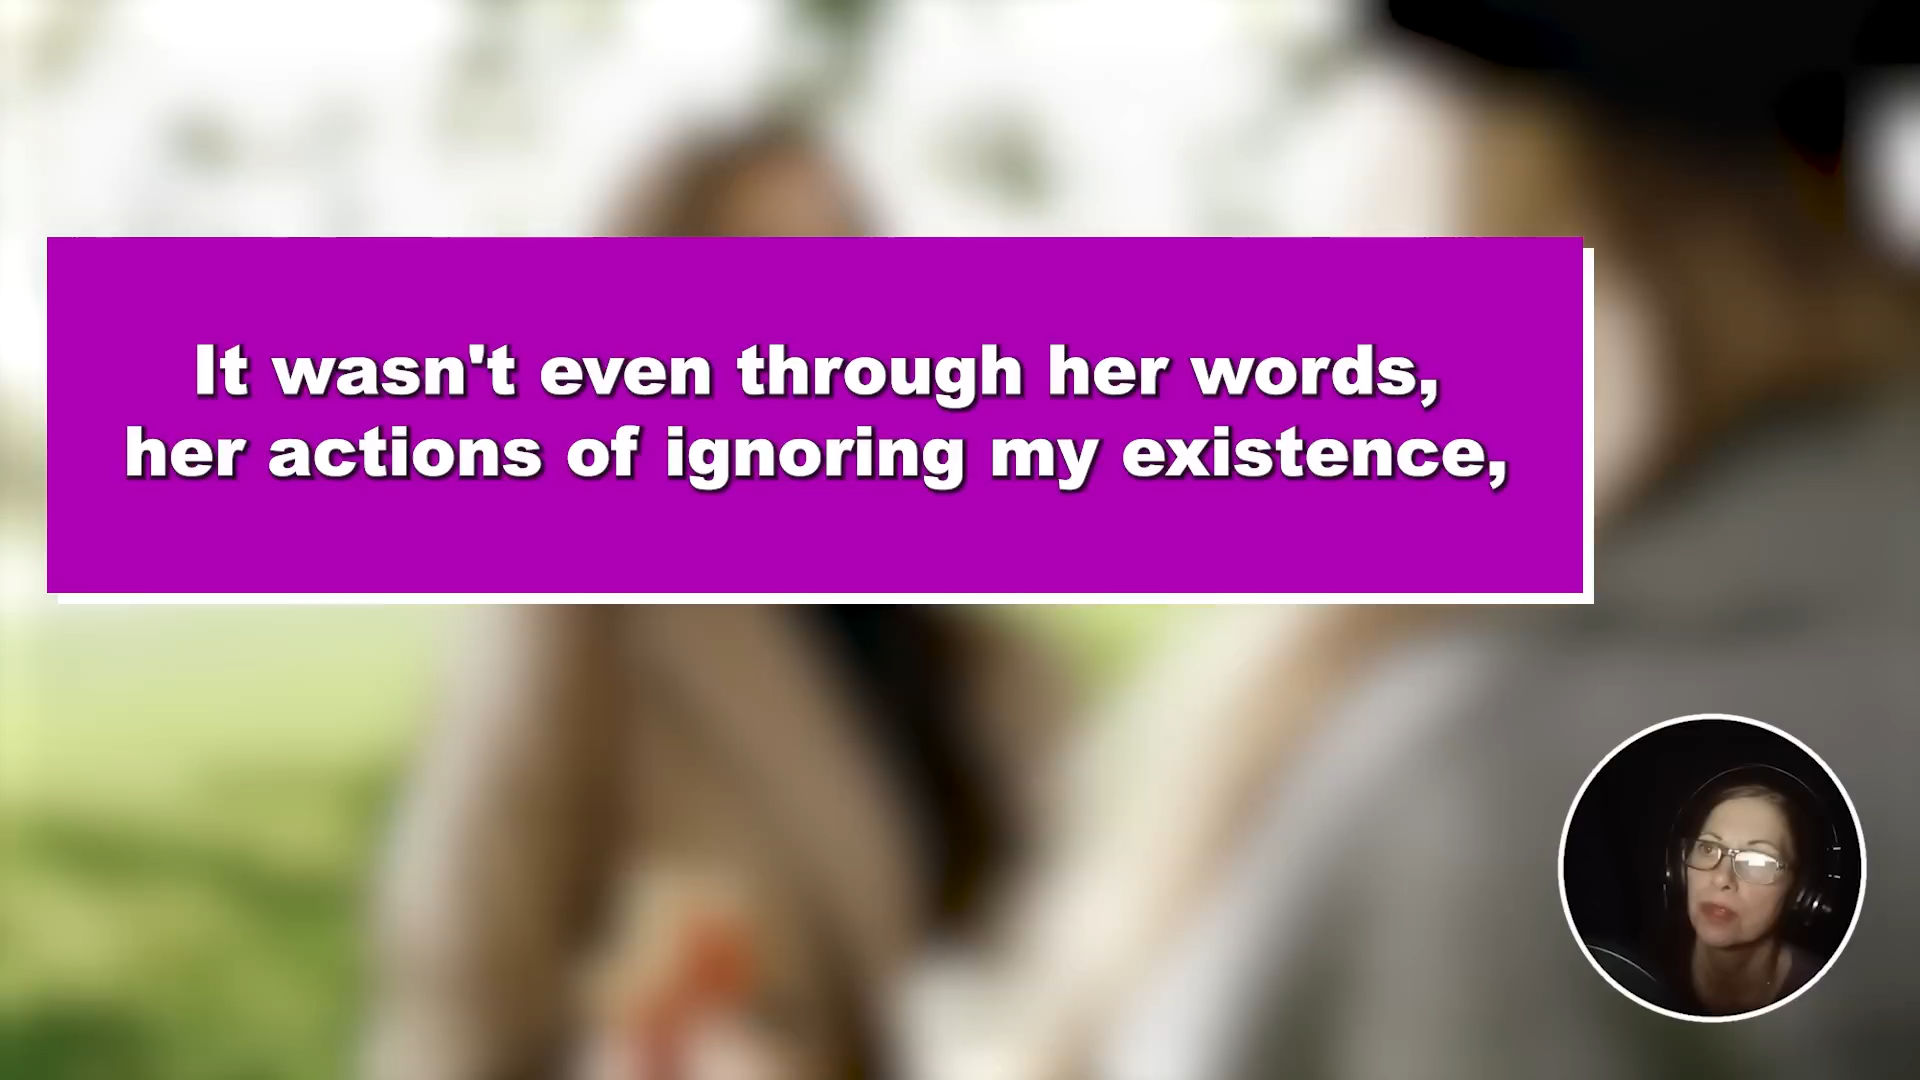 It wasn't even through her words,
her actions of ignoring my existence,